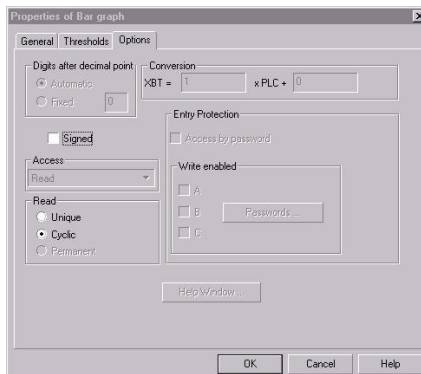 Properties of Bar graph
General Thresholds Options
Digits after decimal point
Automatic
Fixed 0
Conversion
XBT = 1 x PLC + 0
Signed
Entry Protection
Access by password
Access
Read
Write enabled
A
B Passwords ...
C
Read
Unique
Cyclic
Permanent
Help Window ...
OK Cancel Help